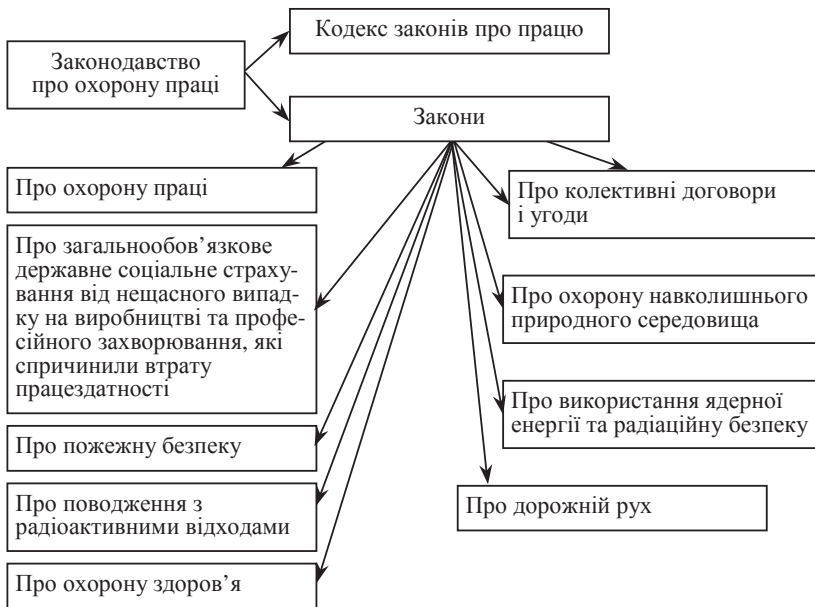 Кодекс законів про працю
Законодавство
про охорону праці
Закони
Про охорону праці
Про загальнообов’язкове
державне соціальне страху-
вання від нещасного випад-
ку на виробництві та профе-
сійного захворювання, які
спричинили втрату
працездатності
Про пожежну безпеку
Про поводження з
радіоактивними відходами
Про охорону здоров’я
Про колективні договори
і угоди
Про охорону навколишнього
природного середовища
Про використання ядерної
енергії та радіаційну безпеку
Про дорожній рух